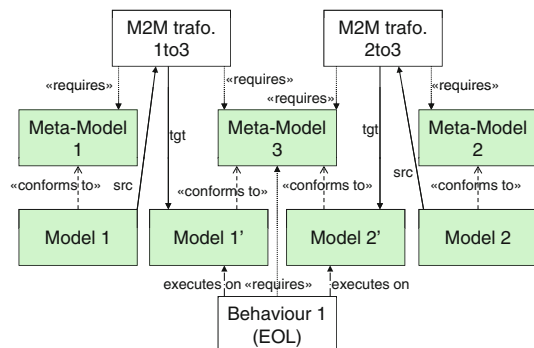 M2M trafo.
1to3
M2M trafo.
2to3
«requires»
«requires»
«requires»
«requires»
Meta-Model
1
tgt
Meta-Model
3
tgt
Meta-Model
2
«conforms to»
src
«conforms to»
«conforms to»
src
«conforms to»
Model 1
Model 1’
Model 2’
Model 2
executes on
«requires»
executes on
Behaviour 1
(EOL)